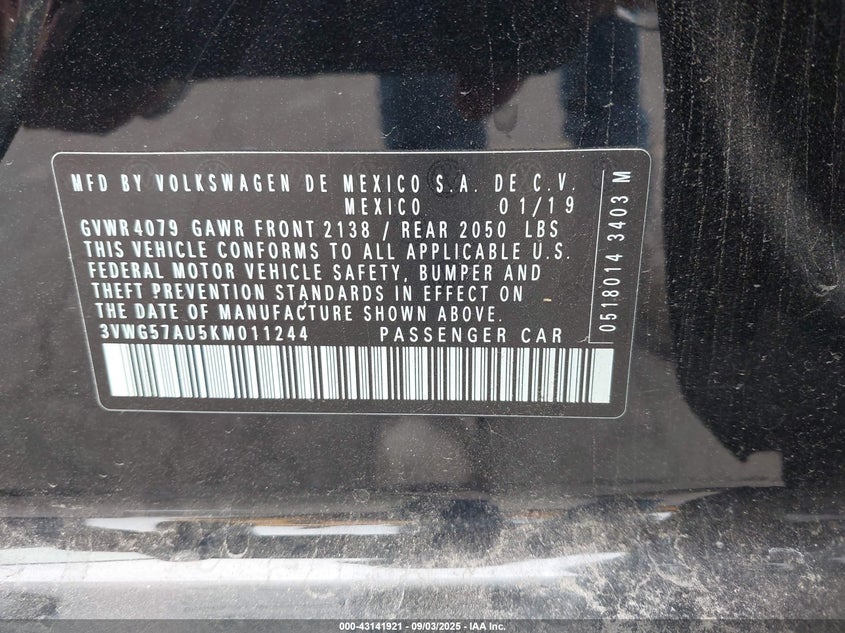 MFD BY VOLKSWAGEN DE MEXICO S.A. DE C.V.
MEXICO 01/19
GVWR 4079 GAWR FRONT 2138 / REAR 2050 LBS
THIS VEHICLE CONFORMS TO ALL APPLICABLE U.S.
FEDERAL MOTOR VEHICLE SAFETY, BUMPER AND
THEFT PREVENTION STANDARDS IN EFFECT ON
THE DATE OF MANUFACTURE SHOWN ABOVE.
3VWG57AU5KM011244 PASSENGER CAR
0518014 3403 M
000-43141921 - 09/03/2025 - IAA Inc.